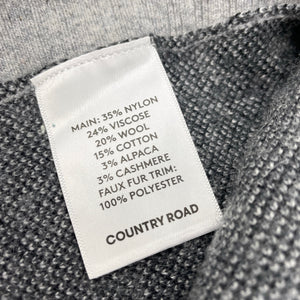 MAIN: 35% NYLON
24% VISCOSE
20% WOOL
15% COTTON
3% ALPACA
3% CASHMERE
FAUX FUR TRIM:
100% POLYESTER
COUNTRY ROAD